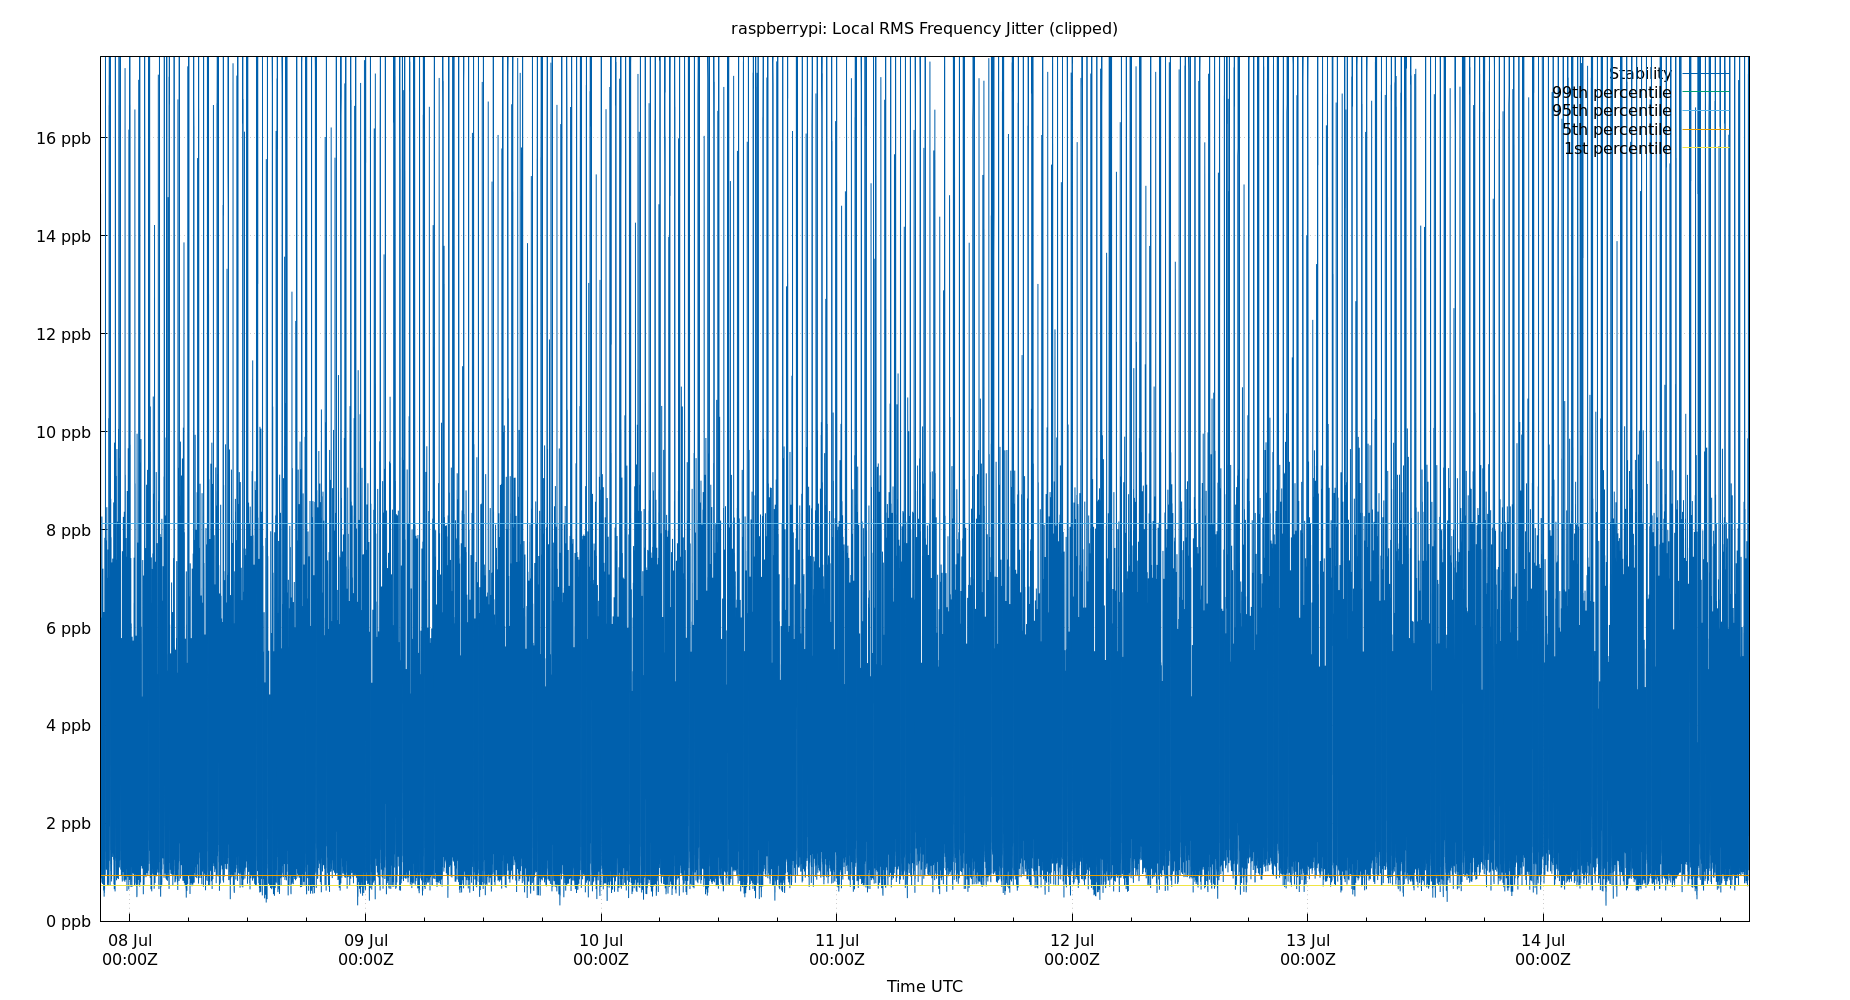 raspberrypi: Local RMS Frequency Jitter (clipped)
Stability
99th percentile
95th percentile
5th percentile
1st percentile
16 ppb
14 ppb
12 ppb
10 ppb
8 ppb
6 ppb
4 ppb
2 ppb
0 ppb
08 Jul 09 Jul 10 Jul 11 Jul 12 Jul 13 Jul 14 Jul
00:00Z 00:00Z 00:00Z 00:00Z 00:00Z 00:00Z 00:00Z
Time UTC